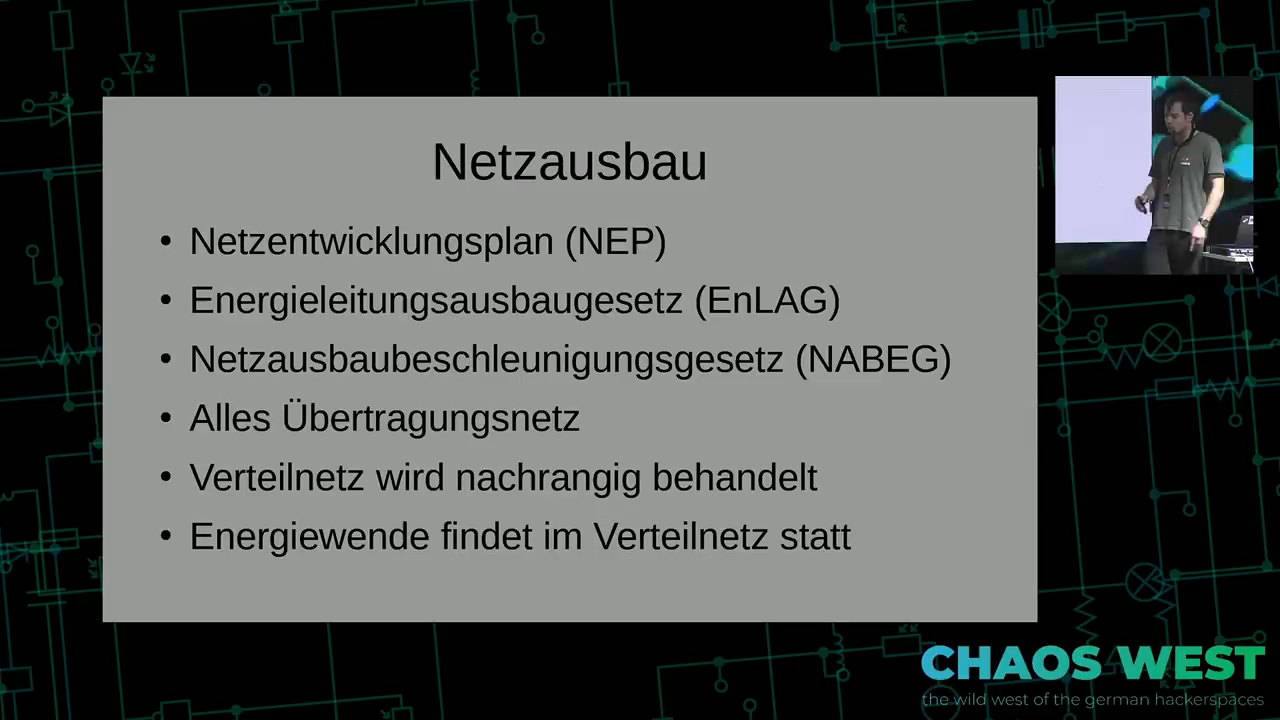 Netzausbau
• Netzentwicklungsplan (NEP)
• Energieleitungsausbaugesetz (EnLAG)
• Netzausbaubeschleunigungsgesetz (NABEG)
• Alles Übertragungsnetz
• Verteilnetz wird nachrangig behandelt
• Energiewende findet im Verteilnetz statt
CHAOS WEST
the wild west of the german hackerspaces